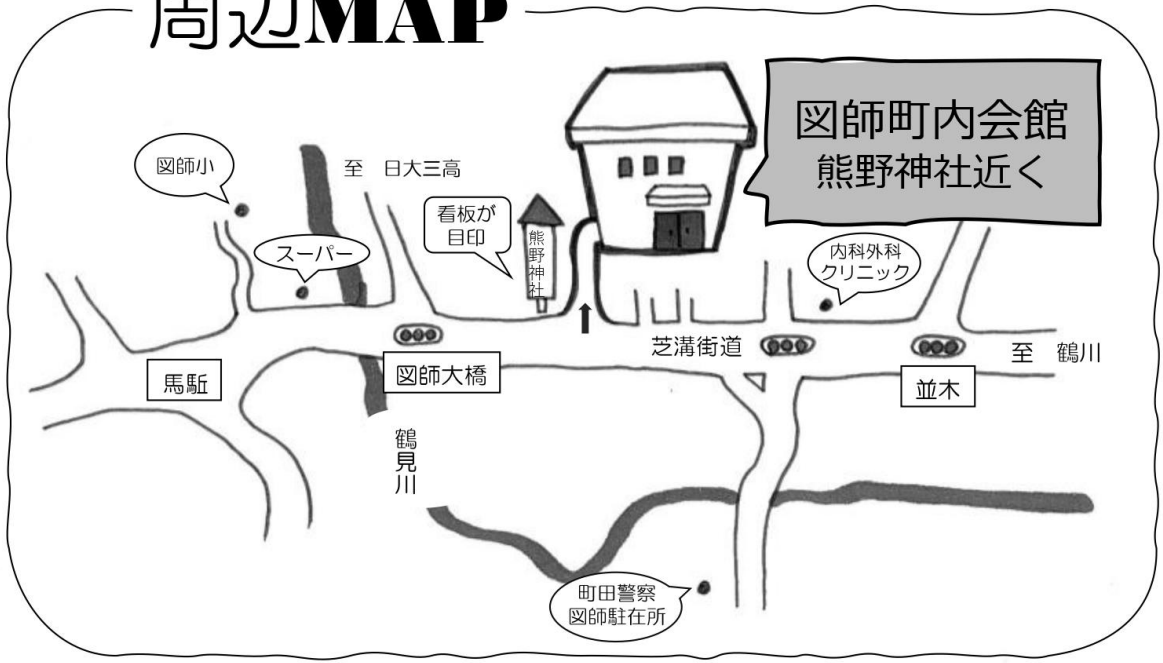 周辺MAP
図師町内会館
熊野神社近く
図師小
至 日大三高
看板が
目印
熊野神社
スーパー
内科外科
クリニック
芝溝街道
至 鶴川
馬駈
図師大橋
並木
鶴見川
町田警察
図師駐在所